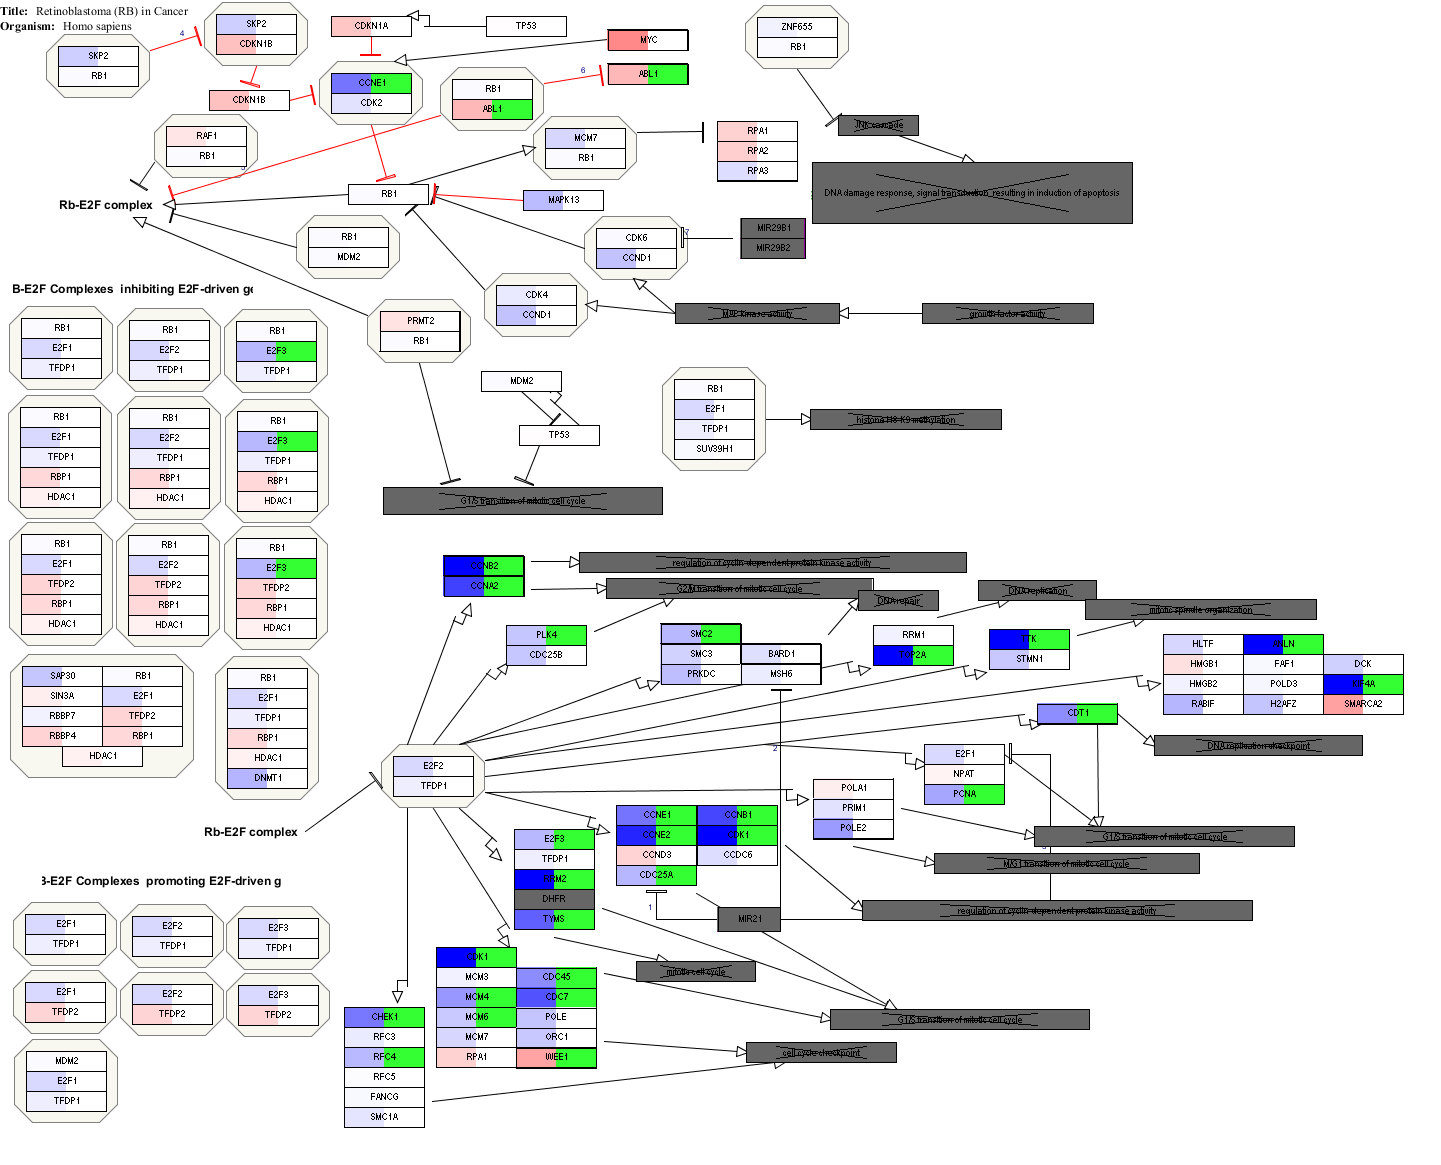 Title: Retinoblastoma (RB) in Cancer
Organism: Homo sapiens
SKP2
RB1
4
SKP2
CDKN1B
CDKN1B
CDKN1A
TP53
MYC
CCNE1
CDK2
RB1
ABL1
6
ABL1
ZNF655
RB1
JNK cascade
DNA damage response, signal transduction resulting in induction of apoptosis
RAF1
RB1
MCM7
RB1
RPA1
RPA2
RPA3
Rb-E2F complex
RB1
MAPK13
RB1
MDM2
CDK6
CCND1
7
MIR29B1
MIR29B2
CDK4
CCND1
MAP kinase activity
growth factor activity
PRMT2
RB1
MDM2
TP53
G1/S transition of mitotic cell cycle
RB1
E2F1
TFDP1
SUV39H1
histone H3-K9 methylation
B-E2F Complexes inhibiting E2F-driven ge
RB1
E2F1
TFDP1
RB1
E2F2
TFDP1
RB1
E2F3
TFDP1
RB1
E2F1
TFDP1
RBP1
HDAC1
RB1
E2F2
TFDP1
RBP1
HDAC1
RB1
E2F3
TFDP1
RBP1
HDAC1
RB1
E2F1
TFDP2
RBP1
HDAC1
RB1
E2F2
TFDP2
RBP1
HDAC1
RB1
E2F3
TFDP2
RBP1
HDAC1
SAP30
RB1
SIN3A
E2F1
RBBP7
TFDP2
RBBP4
RBP1
HDAC1
RB1
E2F1
TFDP1
RBP1
HDAC1
DNMT1
CCNB2
CCNA2
regulation of cyclin-dependent protein kinase activity
G2/M transition of mitotic cell cycle
DNA repair
DNA replication
mitotic spindle organization
PLK4
CDC25B
SMC2
SMC3
BARD1
PRKDC
MSH6
RRM1
TOP2A
TK
STMN1
HLTF
ANLN
HMGB1
FAF1
DCK
HMGB2
POLD3
KIF4A
RABIF
H2AFZ
SMARCA2
CDT1
DNA replication checkpoint
E2F2
TFDP1
2
E2F1
NPAT
PCNA
POLA1
PRIM1
POLE2
G1/S transition of mitotic cell cycle
M/G1 transition of mitotic cell cycle
regulation of cyclin-dependent protein kinase activity
Rb-E2F complex
E2F3
TFDP1
RRM2
DHFR
TYMS
CCNE1
CCNB1
CCNE2
CDK1
CCND3
CCDC6
CDC25A
1
MIR21
3-E2F Complexes promoting E2F-driven g
E2F1
TFDP1
E2F2
TFDP1
E2F3
TFDP1
E2F1
TFDP2
E2F2
TFDP2
E2F3
TFDP2
MDM2
E2F1
TFDP1
CDK1
MCM3
CDC45
MCM4
CDC7
MCM6
POLE
MCM7
ORC1
RPA1
WEE1
mitotic cell cycle
G1/S transition of mitotic cell cycle
cell cycle checkpoint
CHEK1
RFC3
RFC4
RFC5
FANCG
SMC1A